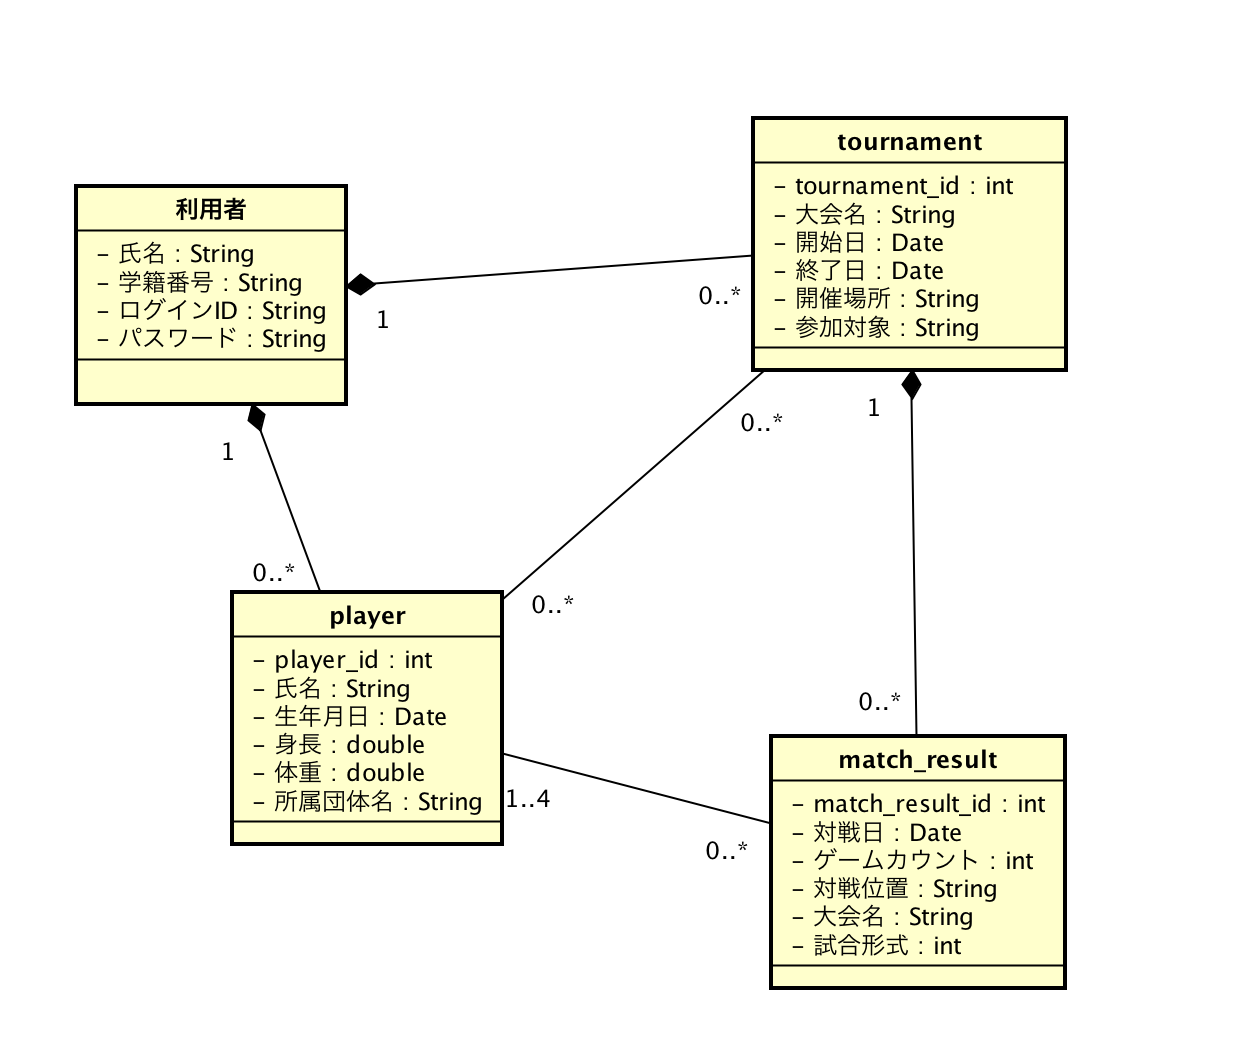 利用者
- 氏名 : String
- 学籍番号 : String
- ログインID : String
- パスワード : String
1
0..*
tournament
- tournament_id : int
- 大会名 : String
- 開始日 : Date
- 終了日 : Date
- 開催場所 : String
- 参加対象 : String
1
0..*
1
0..*
0..*
0..*
player
- player_id : int
- 氏名 : String
- 生年月日 : Date
- 身長 : double
- 体重 : double
- 所属団体名 : String
1..4
0..*
match_result
- match_result_id : int
- 対戦日 : Date
- ゲームカウント : int
- 対戦位置 : String
- 大会名 : String
- 試合形式 : int